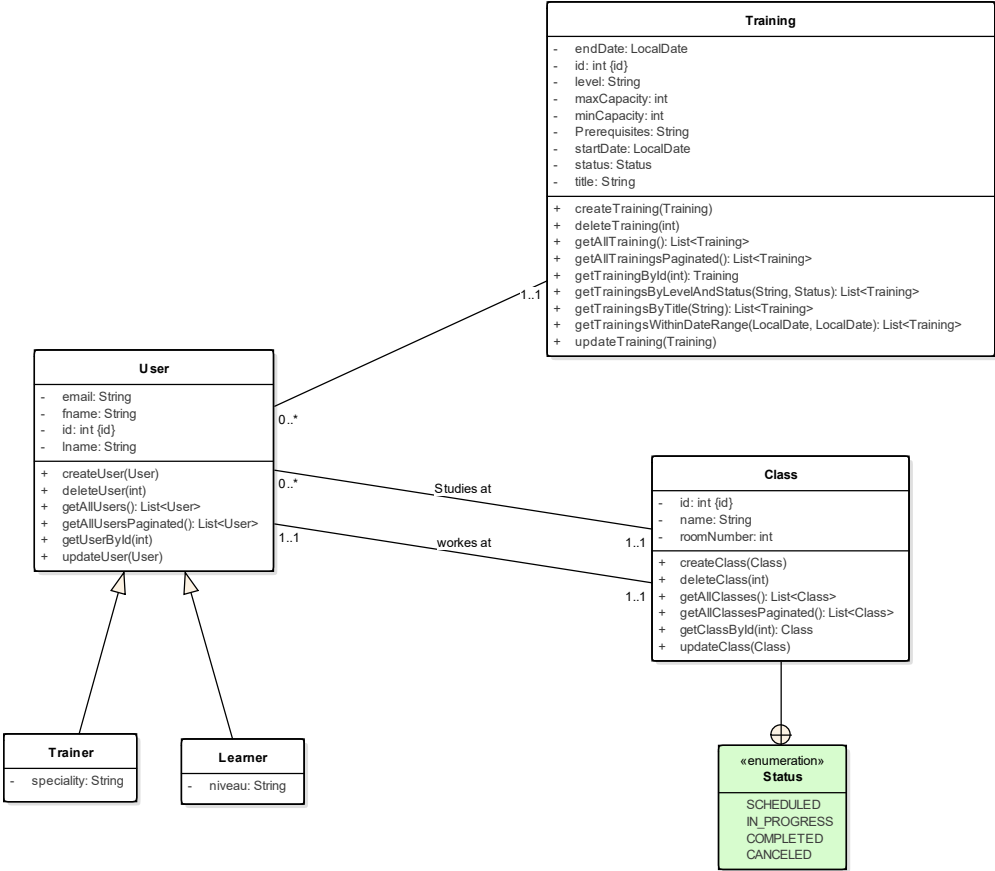 Training
- endDate: LocalDate
- id: int {id}
- level: String
- maxCapacity: int
- minCapacity: int
- Prerequisites: String
- startDate: LocalDate
- status: Status
- title: String
+ createTraining(Training)
+ deleteTraining(int)
+ getAllTraining(): List<Training>
+ getAllTrainingsPaginated(): List<Training>
+ getTrainingById(int): Training
+ getTrainingsByLevelAndStatus(String, Status): List<Training>
+ getTrainingsByTitle(String): List<Training>
+ getTrainingsWithinDateRange(LocalDate, LocalDate): List<Training>
+ updateTraining(Training)
1..1
0..*
User
- email: String
- fname: String
- id: int {id}
- lname: String
+ createUser(User)
+ deleteUser(int)
+ getAllUsers(): List<User>
+ getAllUsersPaginated(): List<User>
+ getUserById(int)
+ updateUser(User)
0..*
Studies at
1..1
1..1
workes at
1..1
Class
- id: int {id}
- name: String
- roomNumber: int
+ createClass(Class)
+ deleteClass(int)
+ getAllClasses(): List<Class>
+ getAllClassesPaginated(): List<Class>
+ getClassById(int): Class
+ updateClass(Class)
Trainer
- speciality: String
Learner
- niveau: String
«enumeration»
Status
SCHEDULED
IN_PROGRESS
COMPLETED
CANCELED